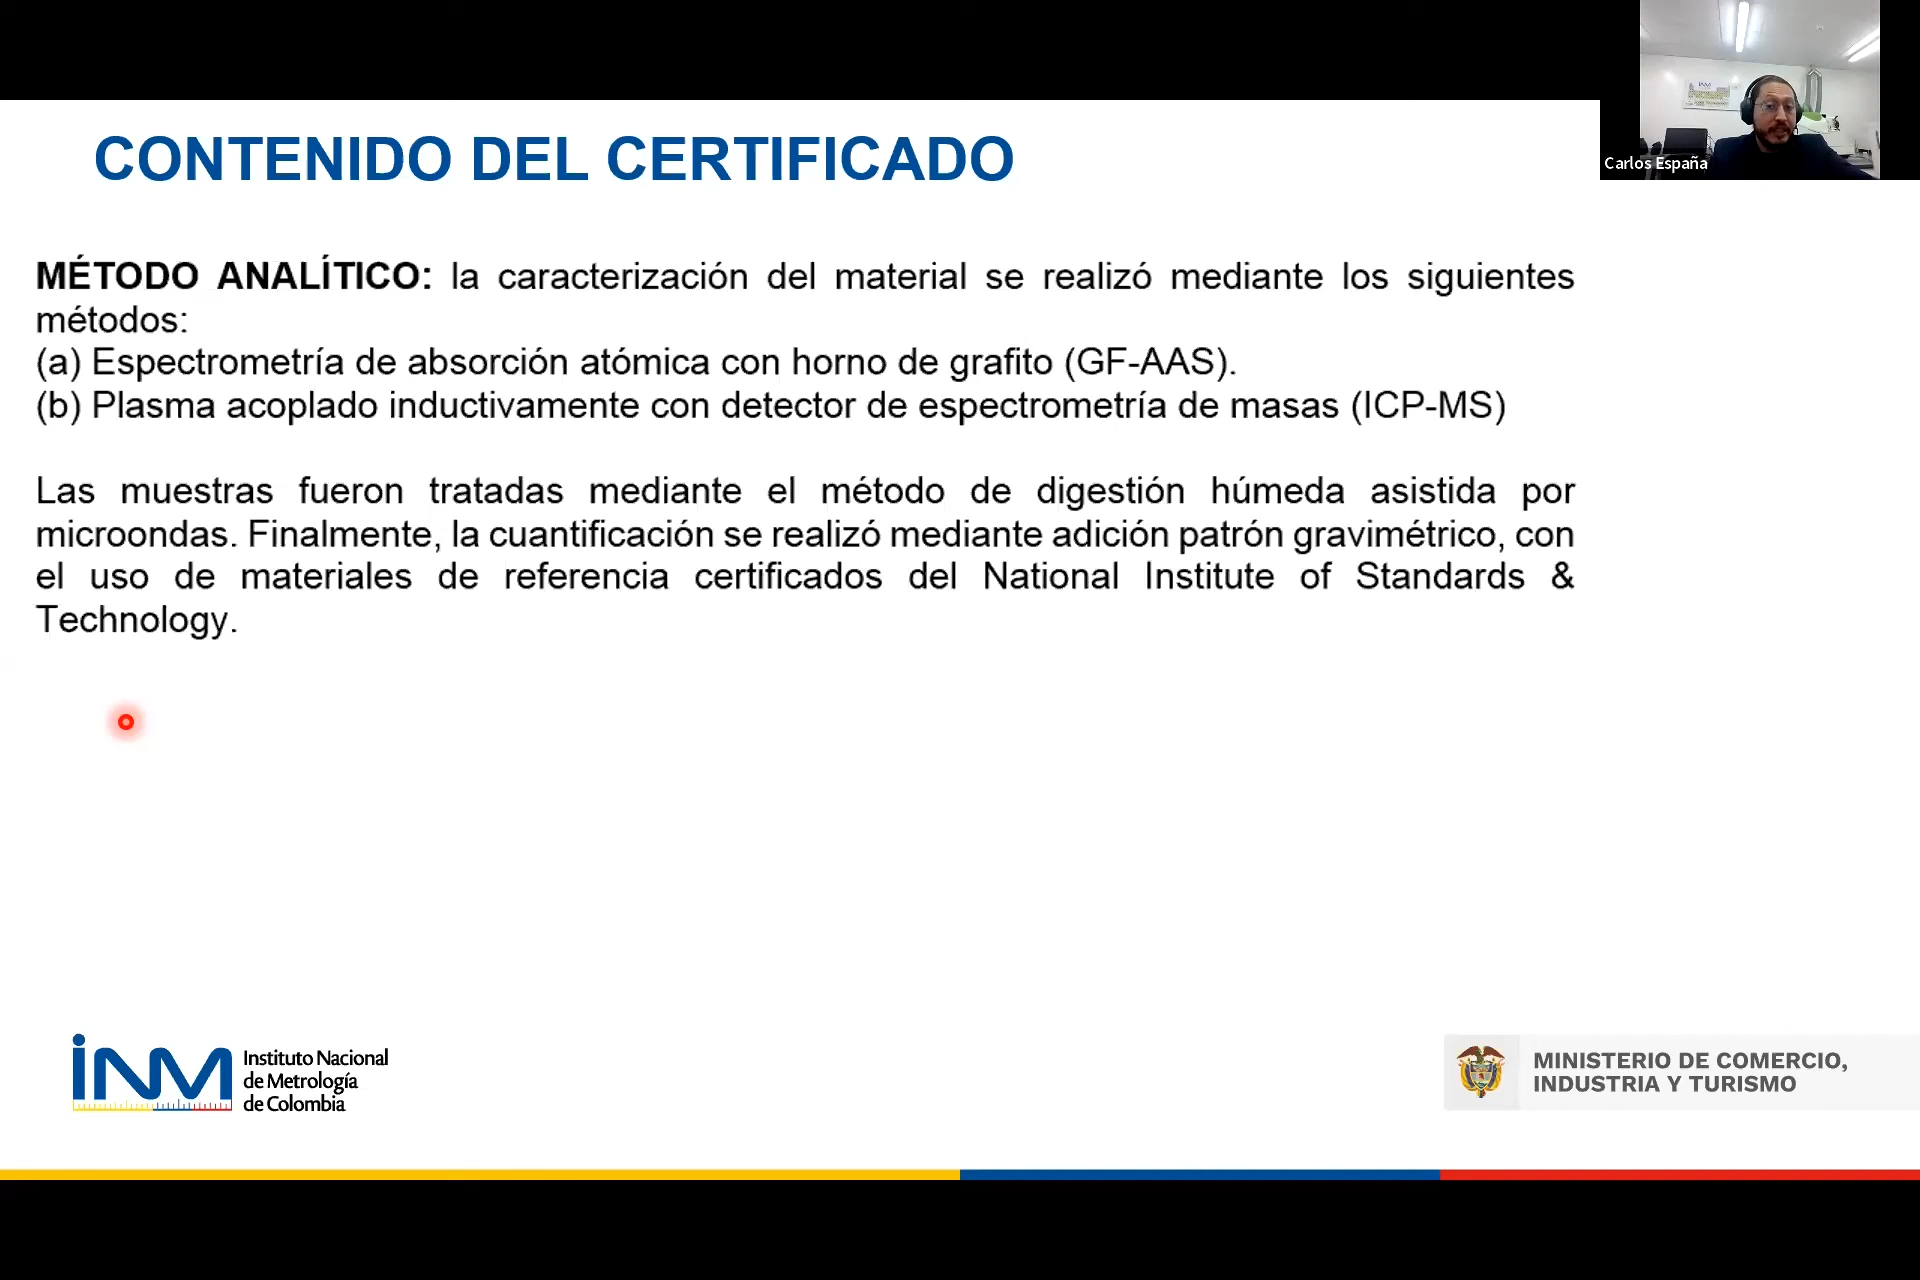 CONTENIDO DEL CERTIFICADO
Carlos España
MÉTODO ANALÍTICO: la caracterización del material se realizó mediante los siguientes
métodos:
(a) Espectrometría de absorción atómica con horno de grafito (GF-AAS).
(b) Plasma acoplado inductivamente con detector de espectrometría de masas (ICP-MS)
Las muestras fueron tratadas mediante el método de digestión húmeda asistida por
microondas. Finalmente, la cuantificación se realizó mediante adición patrón gravimétrico, con
el uso de materiales de referencia certificados del National Institute of Standards &
Technology.
iNM
Instituto Nacional
de Metrología
de Colombia
MINISTERIO DE COMERCIO,
INDUSTRIA Y TURISMO